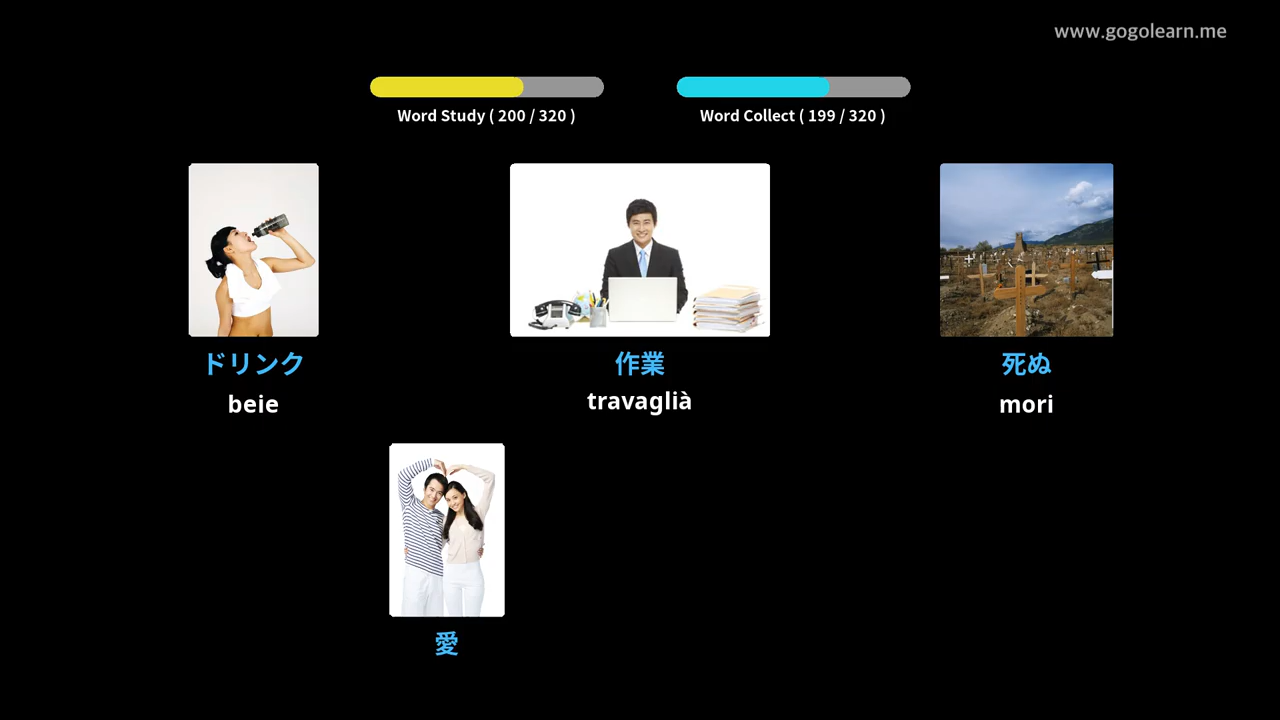 www.gogolearn.me
Word Study ( 200 / 320 )
Word Collect ( 199 / 320 )
ドリンク
作業
死ぬ
beie
travaglià
mori
愛